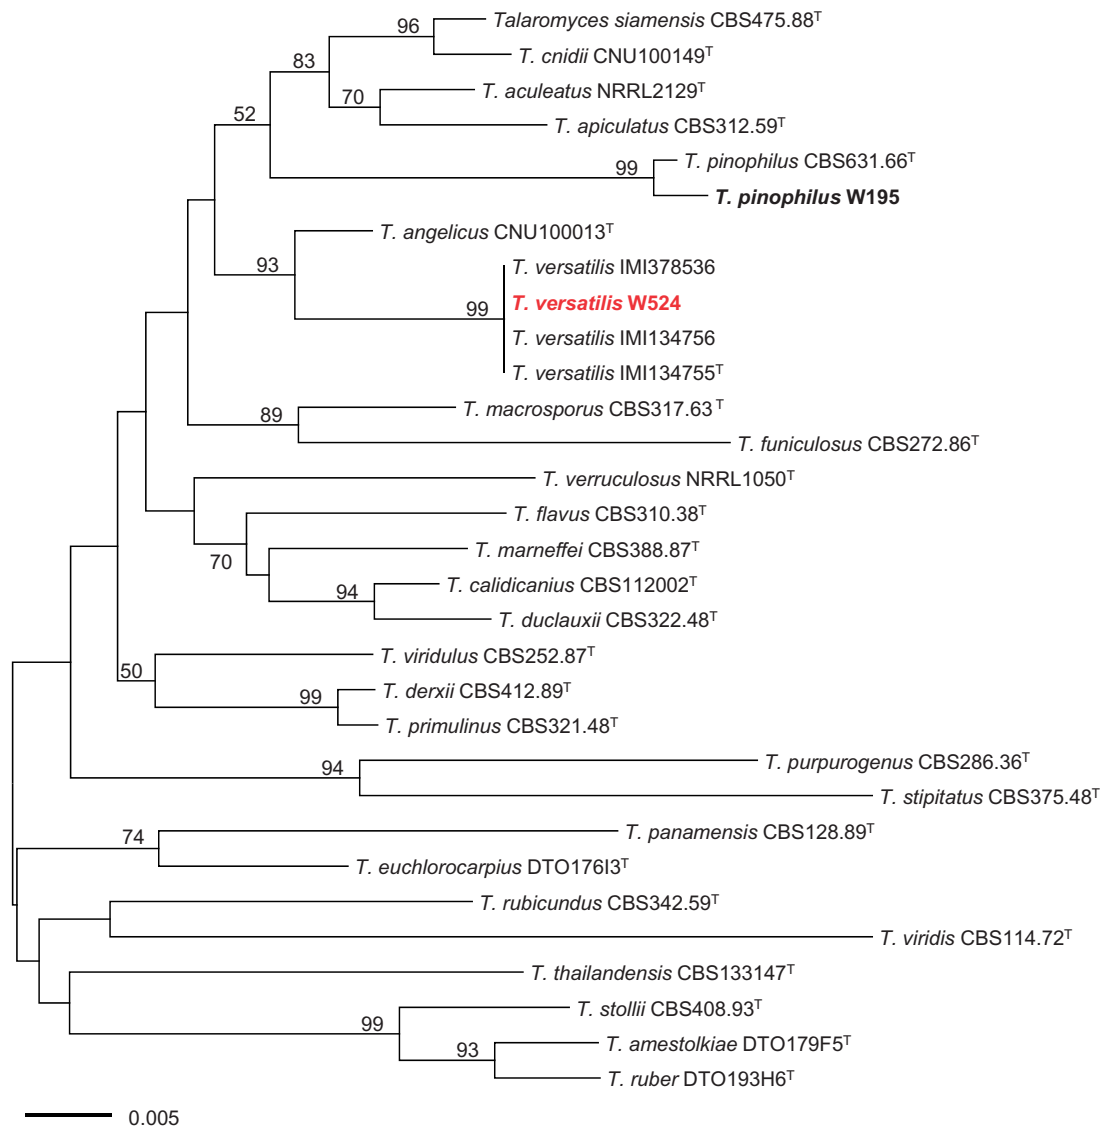 96
Talaromyces siamensis CBS475.88ᵀ
T. cnidii CNU100149ᵀ
83
70
T. aculeatus NRRL2129ᵀ
52
T. apiculatus CBS312.59ᵀ
99
T. pinophilus CBS631.66ᵀ
T. pinophilus W195
T. angelicus CNU100013ᵀ
93
T. versatilis IMI378536
99
T. versatilis W524
T. versatilis IMI134756
T. versatilis IMI134755ᵀ
89
T. macrosporus CBS317.63ᵀ
T. funiculosus CBS272.86ᵀ
T. verruculosus NRRL1050ᵀ
T. flavus CBS310.38ᵀ
70
T. marneffei CBS388.87ᵀ
94
T. calidicanius CBS112002ᵀ
T. duclauxii CBS322.48ᵀ
50
T. viridulus CBS252.87ᵀ
99
T. derxii CBS412.89ᵀ
T. primulinus CBS321.48ᵀ
94
T. purpurogenus CBS286.36ᵀ
T. stipitatus CBS375.48ᵀ
74
T. panamensis CBS128.89ᵀ
T. euchlorocarpius DTO176I3ᵀ
T. rubicundus CBS342.59ᵀ
T. viridis CBS114.72ᵀ
T. thailandensis CBS133147ᵀ
99
T. stollii CBS408.93ᵀ
93
T. amestolkiae DTO179F5ᵀ
T. ruber DTO193H6ᵀ
0.005